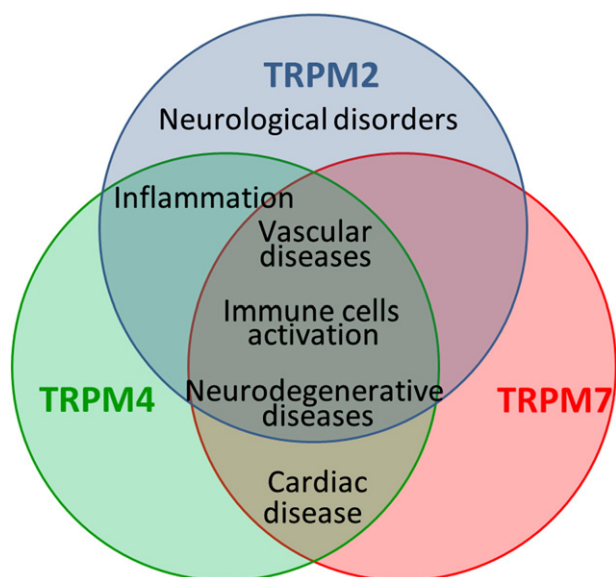 TRPM2
Neurological disorders
Inflammation
Vascular
diseases
Immune cells
activation
TRPM4
Neurodegenerative
diseases
TRPM7
Cardiac
disease